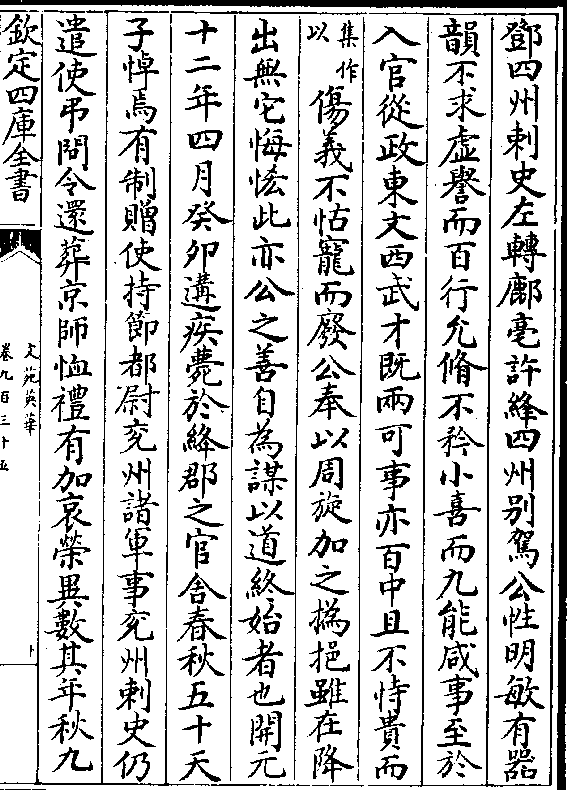 鄧四州刺史左轉鄜亳許絳四州别駕公性明敏有器
韻不求虚譽而百行允脩不矜小喜而九能咸事至於
入官從政東文西武才既兩可事亦百中且不恃貴而
集作
以
傷義不怙寵而廢公奉以周旋加之撝挹雖在降
出無它悔恡此亦公之善自為謀以道終始者也開元
十二年四月癸卯遘疾薨於絳郡之官舎春秋五十天
子悼焉有制贈使持節都尉兖州諸軍事兖州刺史仍
遣使弔問令還葬京師恤禮有加哀榮異數其年秋九
欽定四庫全書
文苑英華
卷九百三十五